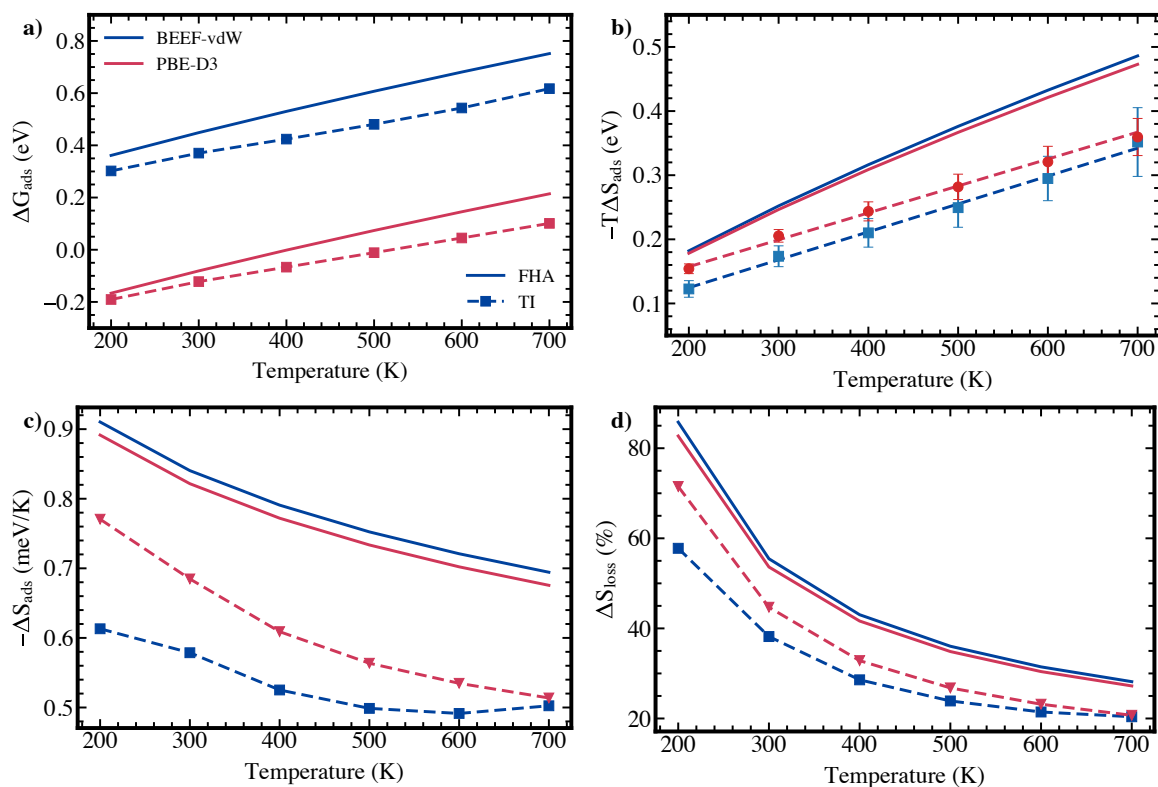 a)
BEEF-vdW
PBE-D3
FHA
TI
ΔG_ads (eV)
0.8
0.6
0.4
0.2
0.0
−0.2
200 300 400 500 600 700
Temperature (K)
b)
−TΔS_ads (eV)
0.5
0.4
0.3
0.2
0.1
200 300 400 500 600 700
Temperature (K)
c)
−ΔS_ads (meV/K)
0.9
0.8
0.7
0.6
0.5
200 300 400 500 600 700
Temperature (K)
d)
ΔS_loss (%)
80
60
40
20
200 300 400 500 600 700
Temperature (K)